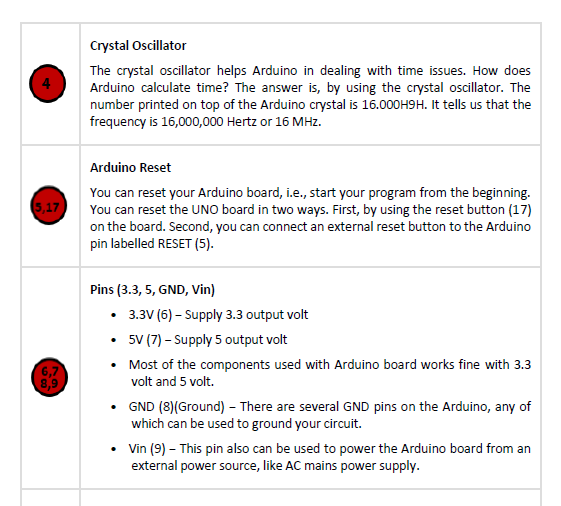 Crystal Oscillator
4
The crystal oscillator helps Arduino in dealing with time issues. How does
Arduino calculate time? The answer is, by using the crystal oscillator. The
number printed on top of the Arduino crystal is 16.000H9H. It tells us that the
frequency is 16,000,000 Hertz or 16 MHz.
Arduino Reset
5,17
You can reset your Arduino board, i.e., start your program from the beginning.
You can reset the UNO board in two ways. First, by using the reset button (17)
on the board. Second, you can connect an external reset button to the Arduino
pin labelled RESET (5).
Pins (3.3, 5, GND, Vin)
• 3.3V (6) – Supply 3.3 output volt
• 5V (7) – Supply 5 output volt
6,7
8,9
• Most of the components used with Arduino board works fine with 3.3
volt and 5 volt.
• GND (8)(Ground) – There are several GND pins on the Arduino, any of
which can be used to ground your circuit.
• Vin (9) – This pin also can be used to power the Arduino board from an
external power source, like AC mains power supply.